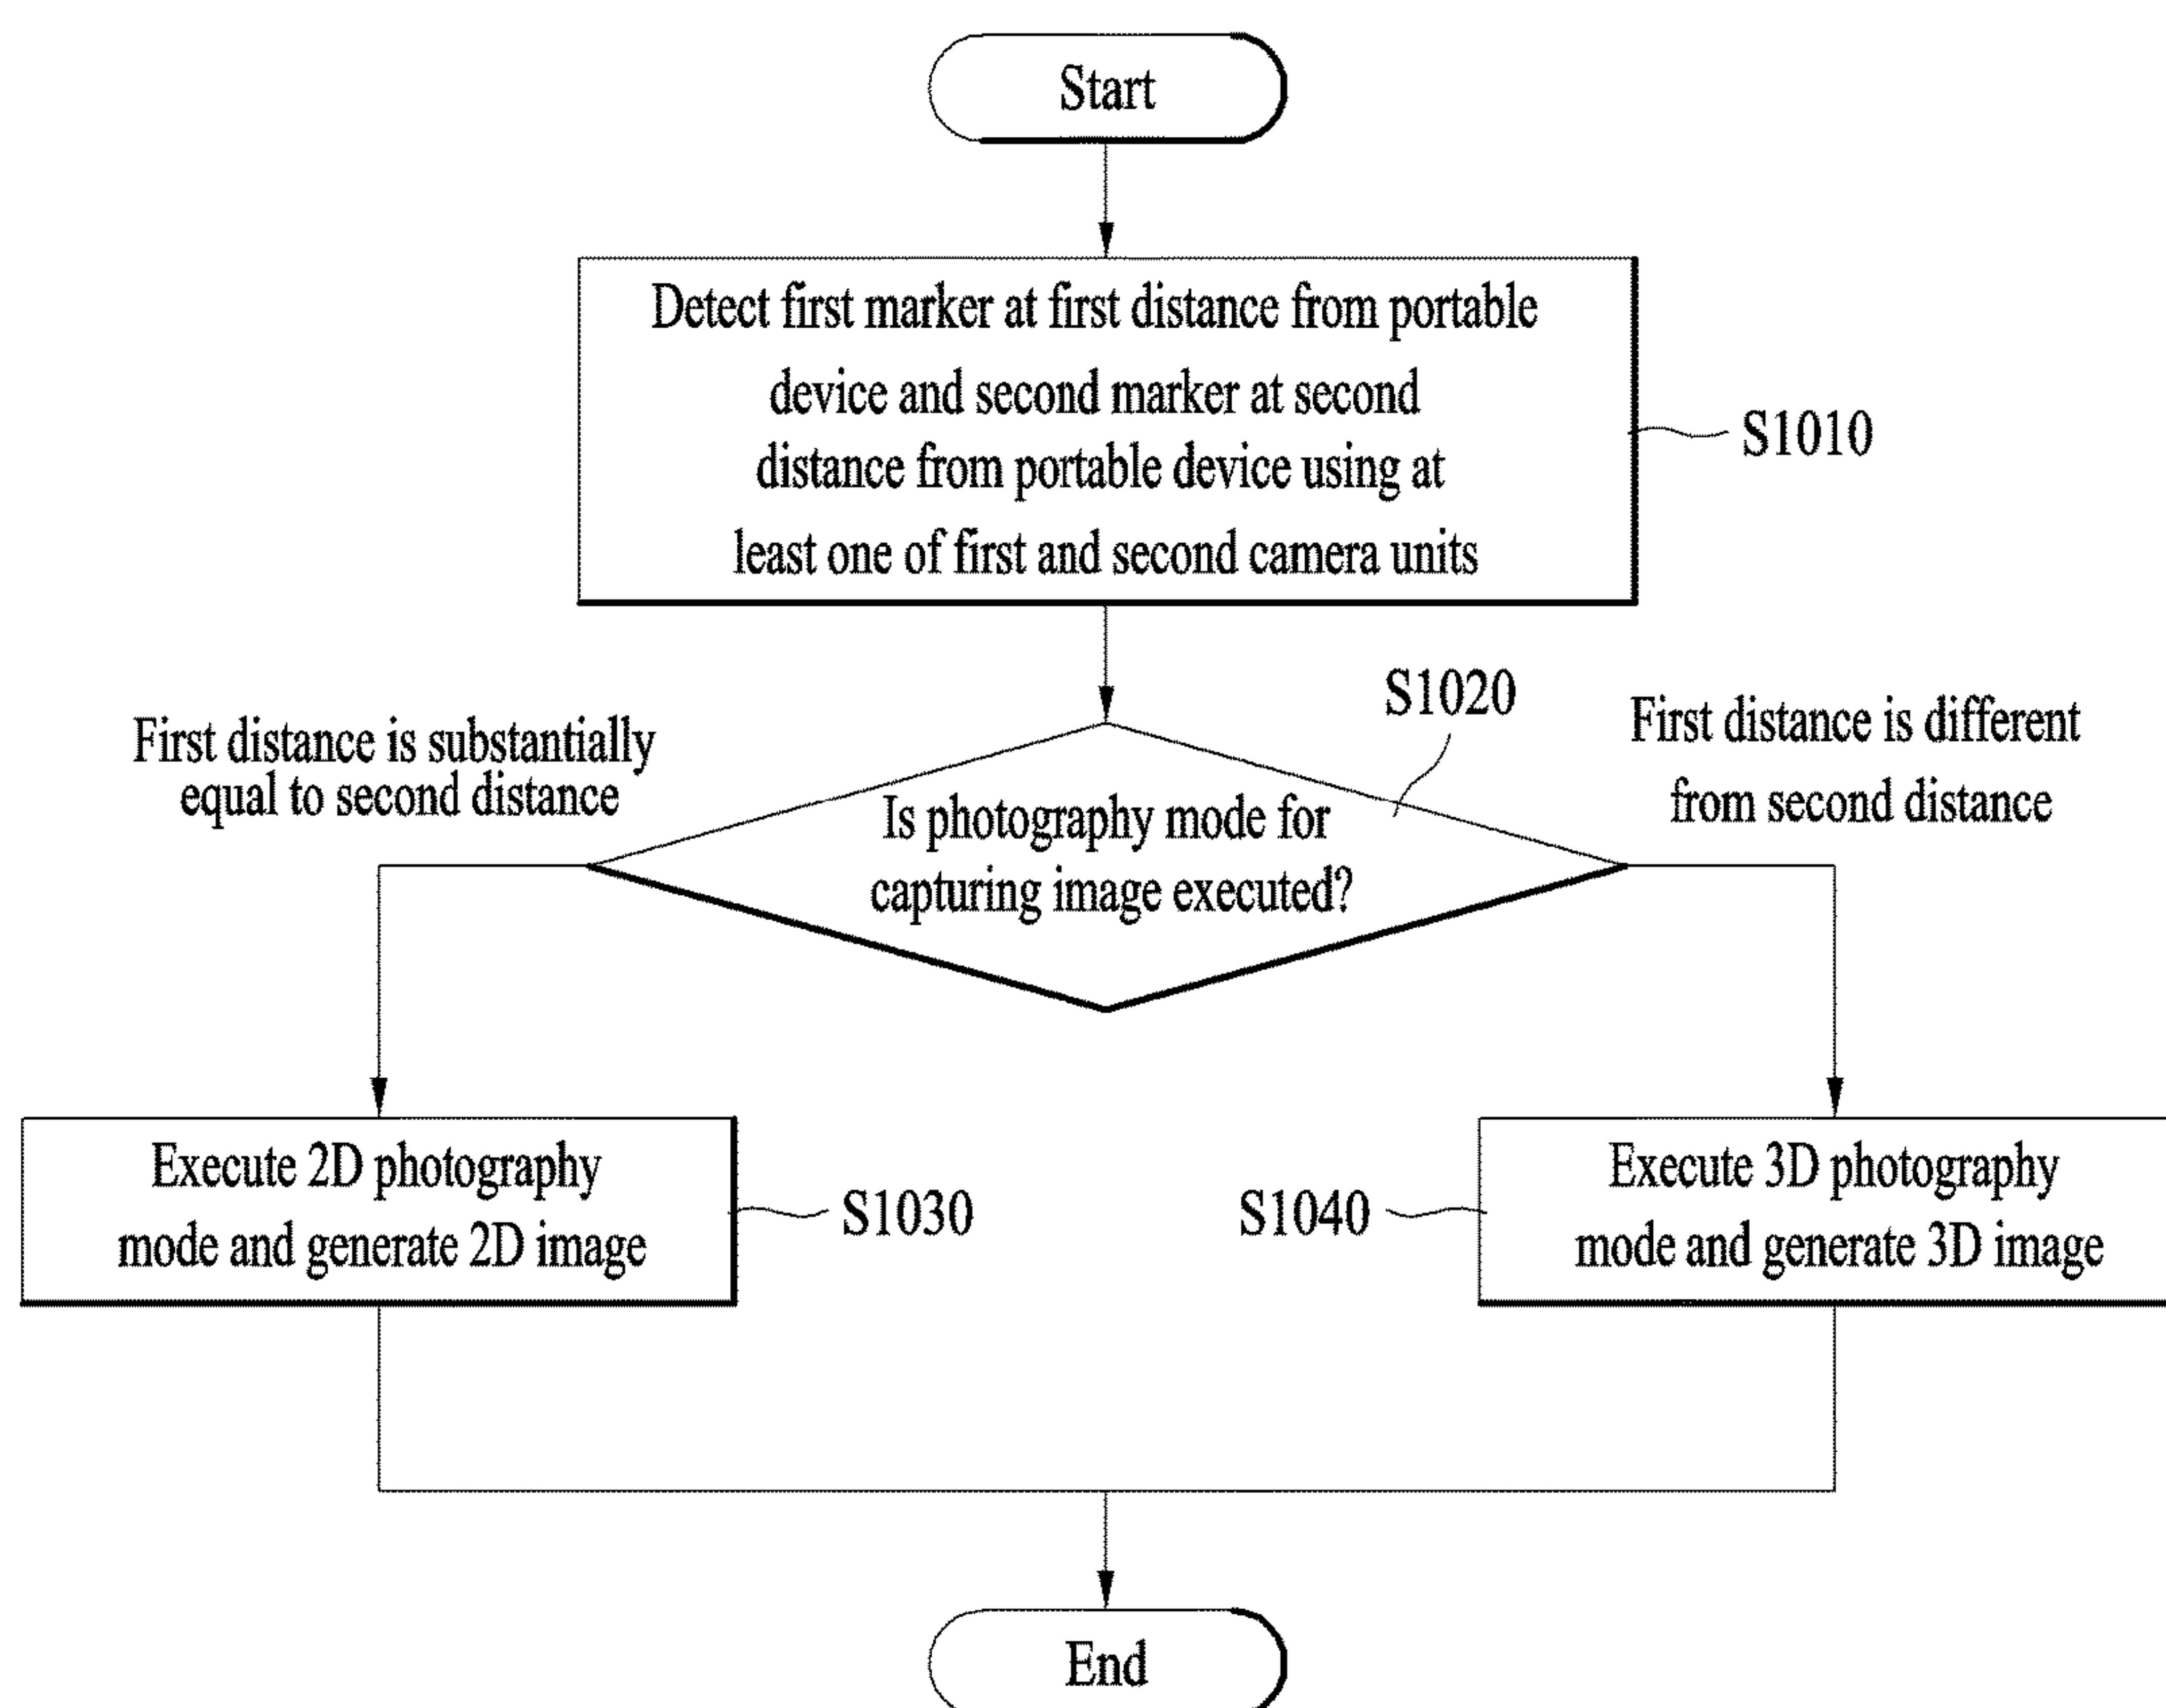 Start
Detect first marker at first distance from portable
device and second marker at second
distance from portable device using at
least one of first and second camera units
S1010
S1020
First distance is substantially
equal to second distance
First distance is different
from second distance
Is photography mode for
capturing image executed?
Execute 2D photography
mode and generate 2D image
S1030
S1040
Execute 3D photography
mode and generate 3D image
End